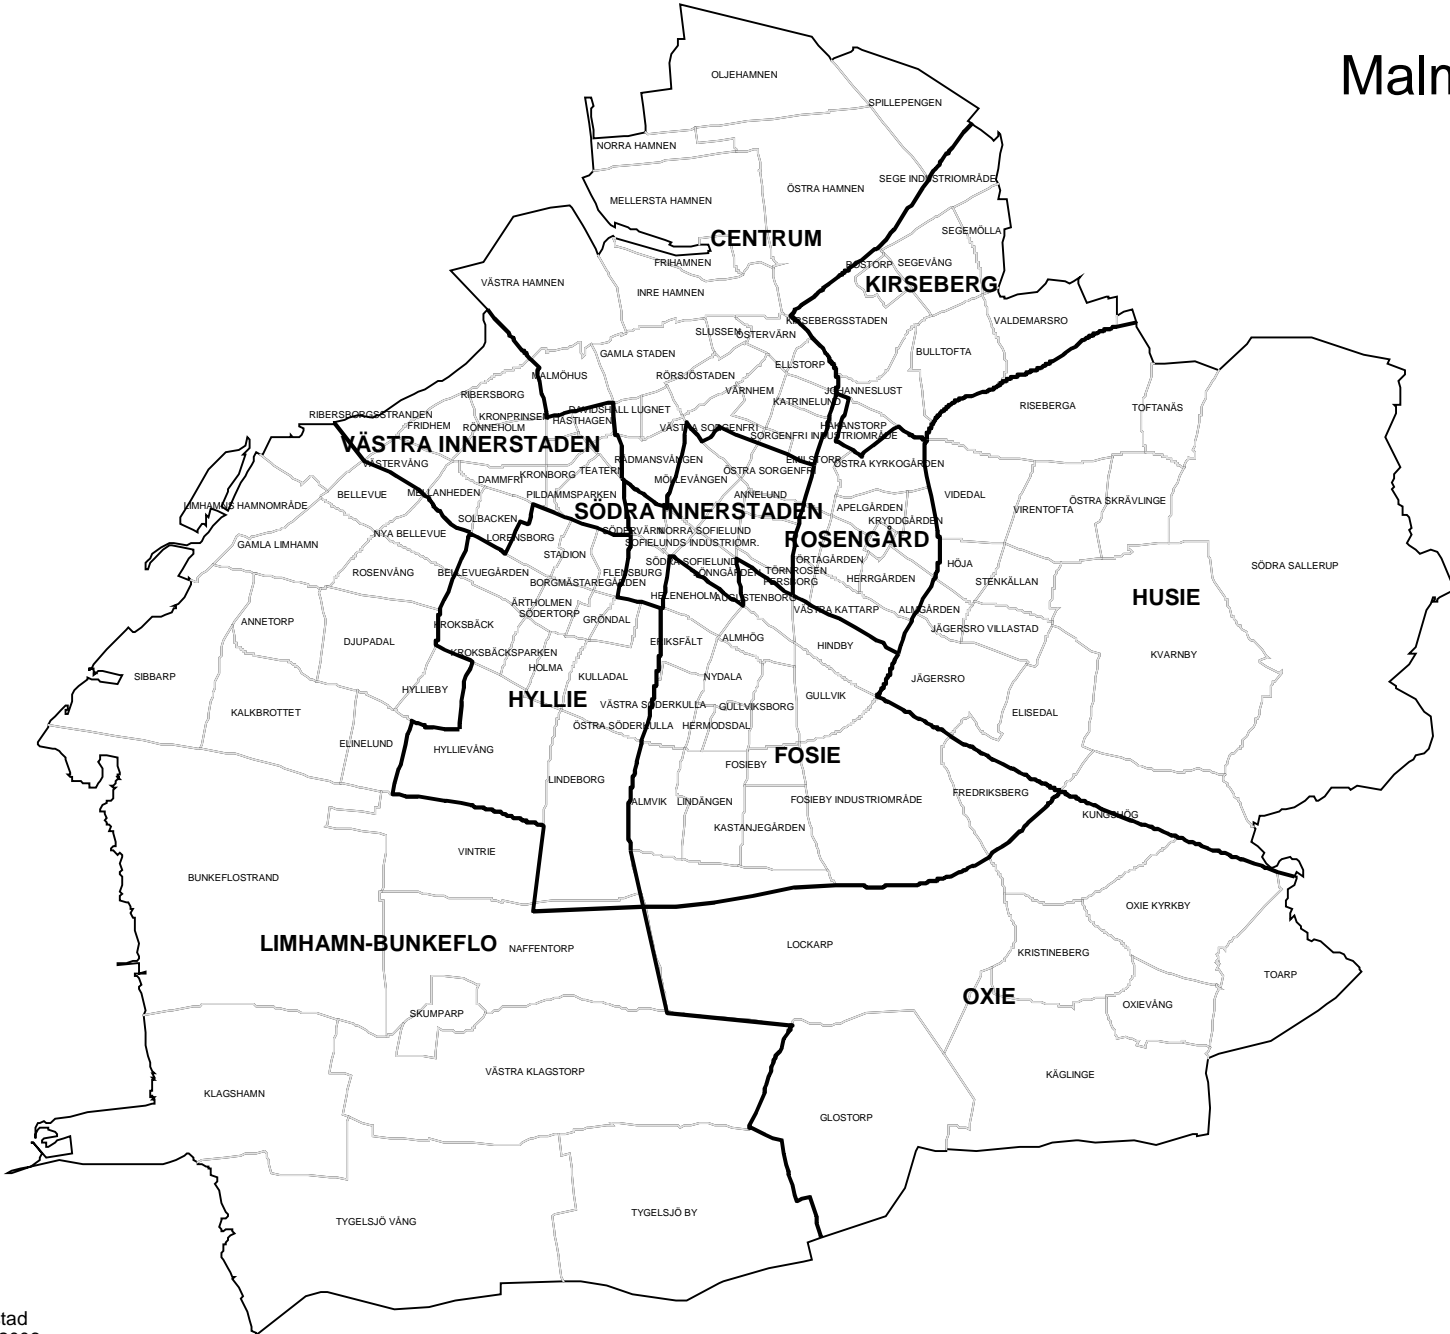 Maln
OLJEHAMNEN
SPILLEPENGEN
NORRA HAMNEN
SEGE INDUSTRIOMRÅDE
ÖSTRA HAMNEN
MELLERSTA HAMNEN
SEGEMÖLLA
CENTRUM
FRIHAMNEN
ROSTORP
SEGEVÅNG
VÄSTRA HAMNEN
KIRSEBERG
INRE HAMNEN
KIRSEBERGSSTADEN
VALDEMARSRO
SLUSSEN
ÖSTERVÄRN
GAMLA STADEN
BULLTOFTA
ELLSTORP
MALMÖHUS
RÖRSJÖSTADEN
VÄRNHEM
JOHANNESLUST
RIBERSBORG
KATRINELUND
RISEBERGA
TOFTANÄS
RIBERSBORGSSTRANDEN
KRONPRINSEN
DAVIDSHALL
LUGNET
FRIDHEM
RÖNNEHOLM
HÄSTHAGEN
VÄSTRA SORGENFRI
HÅKANSTORP
SORGENFRI INDUSTRIOMRÅDE
VÄSTRA INNERSTADEN
VÄSTERVÅNG
RÅDMANSVÅNGEN
EMILSTORP
ÖSTRA KYRKOGÅRDEN
ÖSTRA SORGENFRI
TEATERN
KRONBORG
DAMMFRI
MÖLLEVÅNGEN
BELLEVUE
MELLANHEDEN
PILDAMMSPARKEN
ANNELUND
VIDEDAL
ÖSTRA SKRÄVLINGE
LIMHAMNS HAMNOMRÅDE
APELGÅRDEN
VIRENTOFTA
SÖDRA INNERSTADEN
SOLBACKEN
KRYDDGÅRDEN
NYA BELLEVUE
LORENSBORG
SÖDERVÄRN
NORRA SOFIELUND
SOFIELUNDS INDUSTRIOMR.
ROSENGÅRD
GAMLA LIMHAMN
STADION
SÖDRA SOFIELUND
ÖRTAGÅRDEN
HÖJA
SÖDRA SALLERUP
ROSENVÅNG
BELLEVUEGÅRDEN
FLENSBURG
LÖNNGÅRDEN
TÖRNROSEN
HERRGÅRDEN
STENKÄLLAN
BORGMÄSTAREGÅRDEN
PERSBORG
HELENEHOLM
AUGUSTENBORG
HUSIE
ÄRTHOLMEN
SÖDERTORP
VÄSTRA KATTARP
ALMGÅRDEN
ANNETORP
GRÖNDAL
KROKSBÄCK
JÄGERSRO VILLASTAD
DJUPADAL
ERIKSFÄLT
ALMHÖG
HINDBY
KROKSBÄCKSPARKEN
KVARNBY
HOLMA
SIBBARP
KULLADAL
NYDALA
JÄGERSRO
HYLLIEBY
HYLLIE
GULLVIK
VÄSTRA SÖDERKULLA
GULLVIKSBORG
KALKBROTTET
ELISEDAL
ÖSTRA SÖDERKULLA
HERMODSDAL
ELINELUND
HYLLIEVÅNG
FOSIE
FOSIEBY
LINDEBORG
FREDRIKSBERG
ALMVIK
LINDÄNGEN
FOSIEBY INDUSTRIOMRÅDE
KUNGSHÖG
KASTANJEGÅRDEN
VINTRIE
BUNKEFLOSTRAND
OXIE KYRKBY
LIMHAMN-BUNKEFLO
NAFFENTORP
LOCKARP
KRISTINEBERG
TOARP
OXIE
OXIEVÅNG
SKUMPARP
VÄSTRA KLAGSTORP
KÄGLINGE
KLAGSHAMN
GLOSTORP
TYGELSJÖ BY
TYGELSJÖ VÅNG
tad